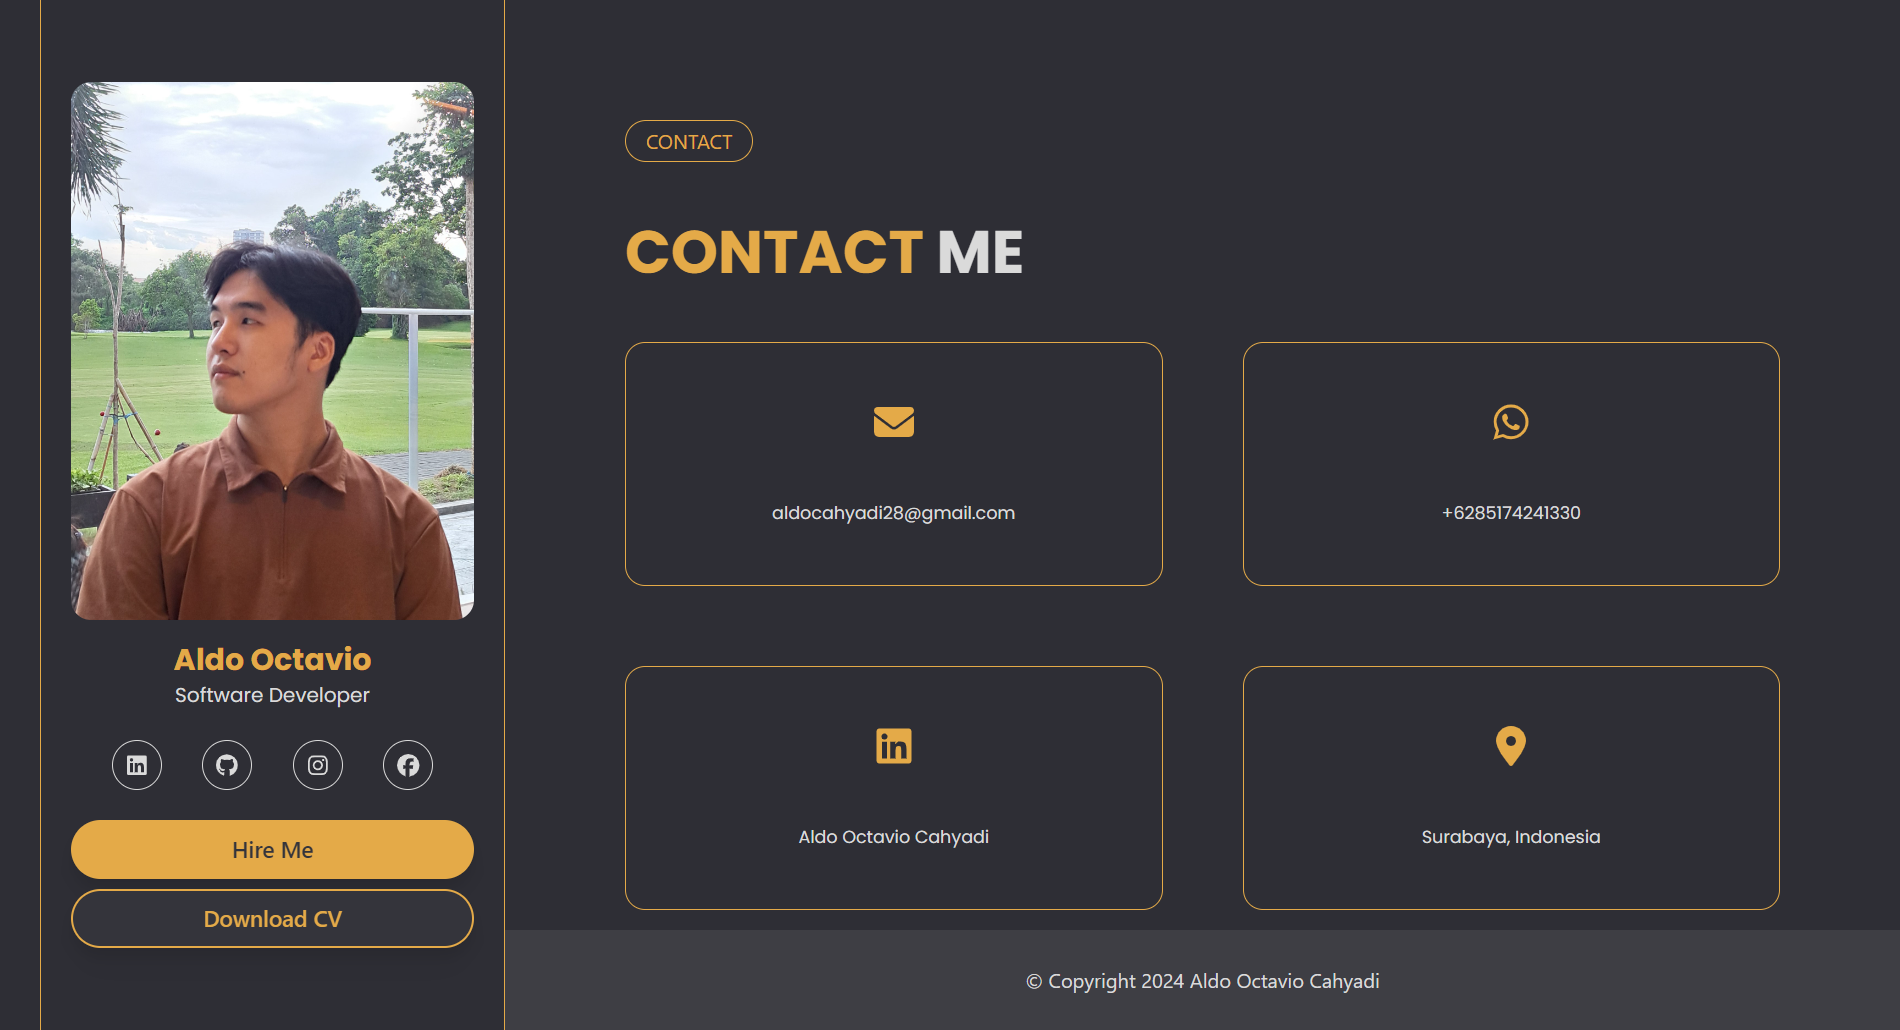 Aldo Octavio
Software Developer
Hire Me
Download CV
CONTACT
CONTACT ME
aldocahyadi28@gmail.com
+6285174241330
Aldo Octavio Cahyadi
Surabaya, Indonesia
© Copyright 2024 Aldo Octavio Cahyadi